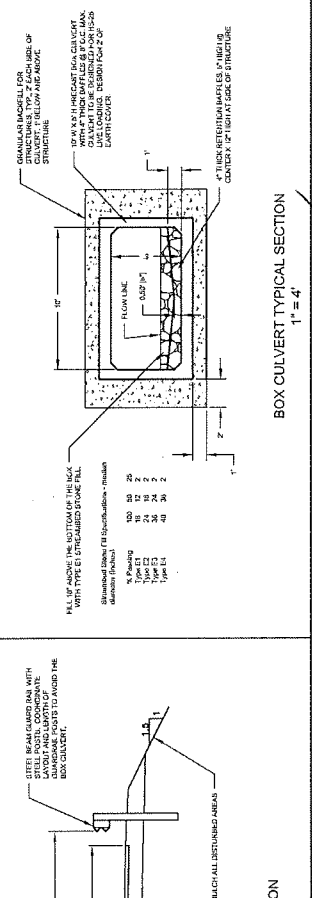 GRANULAR BACKFILL FOR
STRUCTURES, TYP., 2' EACH SIDE OF
CULVERT, 1' BELOW AND ABOVE
STRUCTURE
10' W X 6' H PRECAST BOX CULVERT
WITH 4" THICK BAFFLES @ 8' O.C. MAX.
CULVERT TO BE DESIGNED FOR HS-25
LIVE LOADING. DESIGN FOR 2' OF
EARTH COVER
10'
FLOW LINE
0.50'
1'
4" THICK RETENTION BAFFLES,
CENTER X 12" HIGH AT SIDE OF STRUCTURE
2'
1'
FILL 18" ABOVE THE BOTTOM OF THE BOX
WITH TYPE E1 STREAMBED STONE FILL.
Streambed Stone Fill Specifications - median
diameter (inches)
% Passing 100 50 25
Type E1 18 12 2
Type E2 24 18 2
Type E3 36 24 2
Type E4 48 36 2
BOX CULVERT TYPICAL SECTION
1" = 4'
STEEL BEAM GUARD RAIL WITH
STEEL POSTS. COORDINATE
LAYOUT AND LENGTH OF
GUARDRAIL POSTS TO AVOID THE
BOX CULVERT.
1.5
1
MULCH ALL DISTURBED AREAS
ON